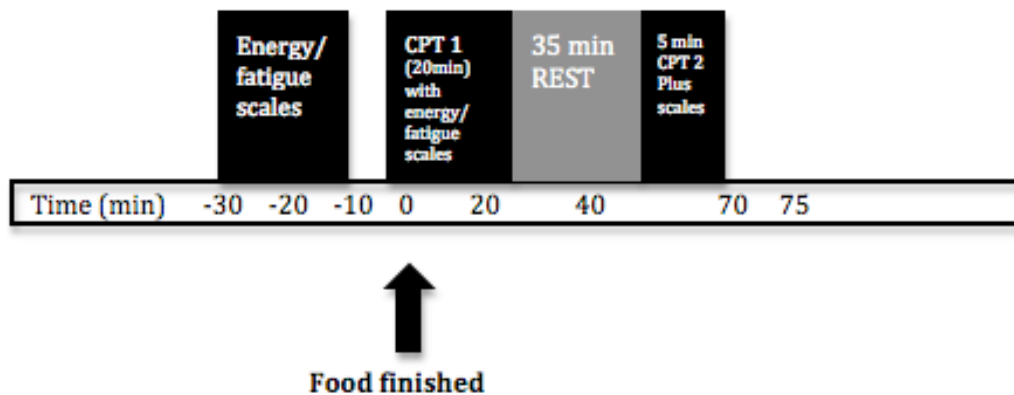 Energy/
fatigue
scales
CPT 1
(20min)
with
energy/
fatigue
scales
35 min
REST
5 min
CPT 2
Plus
scales
Time (min) -30 -20 -10 0 20 40 70 75
Food finished